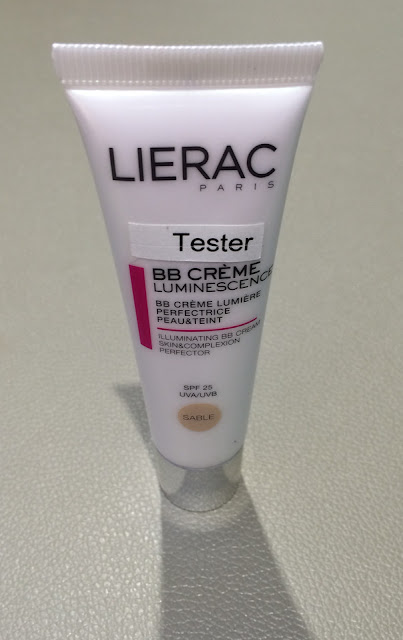 LIERAC
PARIS
Tester
BB CRÈME
LUMINESCENCE
BB CRÈME LUMIÈRE
PERFECTRICE
PEAU&TEINT
ILLUMINATING BB CREAM
SKIN&COMPLEXION
PERFECTOR
SPF 25
UVA/UVB
SABLE